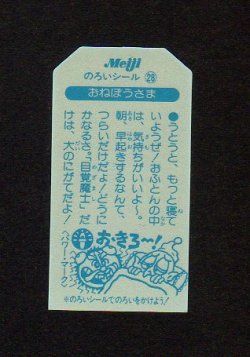 Meiji
のろいシール 28
おねぼうさま
●うとうと、もっと寝て
いようぜ!おふとんの中
は、気持ちがいいよ〜。
朝、早起きするなんて、
つらいだけだよ!どうに
かなるさ。「目覚魔士」だ
けは、大のにがてだよ!
〈パワーマーク〉
お・き・ろ〜!
※のろいシールでのろいをかけよう!